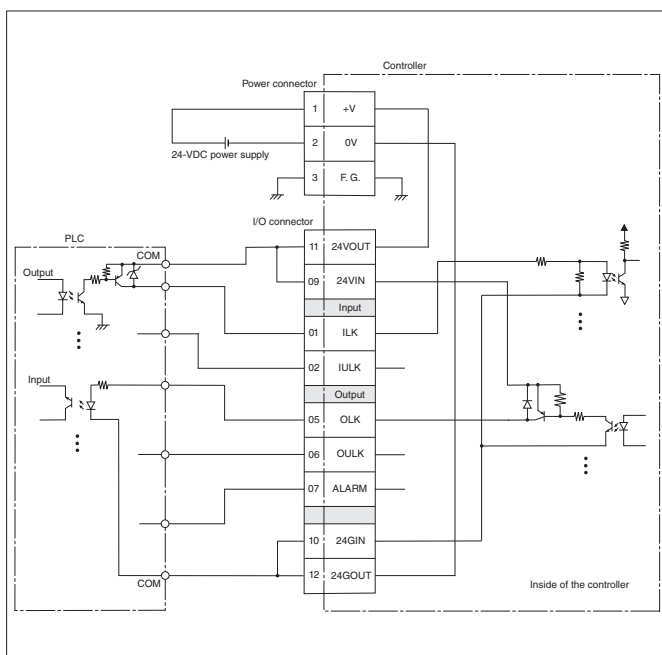 Controller
Power connector
1 +V
2 0V
24-VDC power supply
3 F. G.
I/O connector
PLC
COM
11 24VOUT
Output
09 24VIN
Input
01 ILK
02 IULK
Input
Output
05 OLK
06 OULK
07 ALARM
10 24GIN
COM
12 24GOUT
Inside of the controller